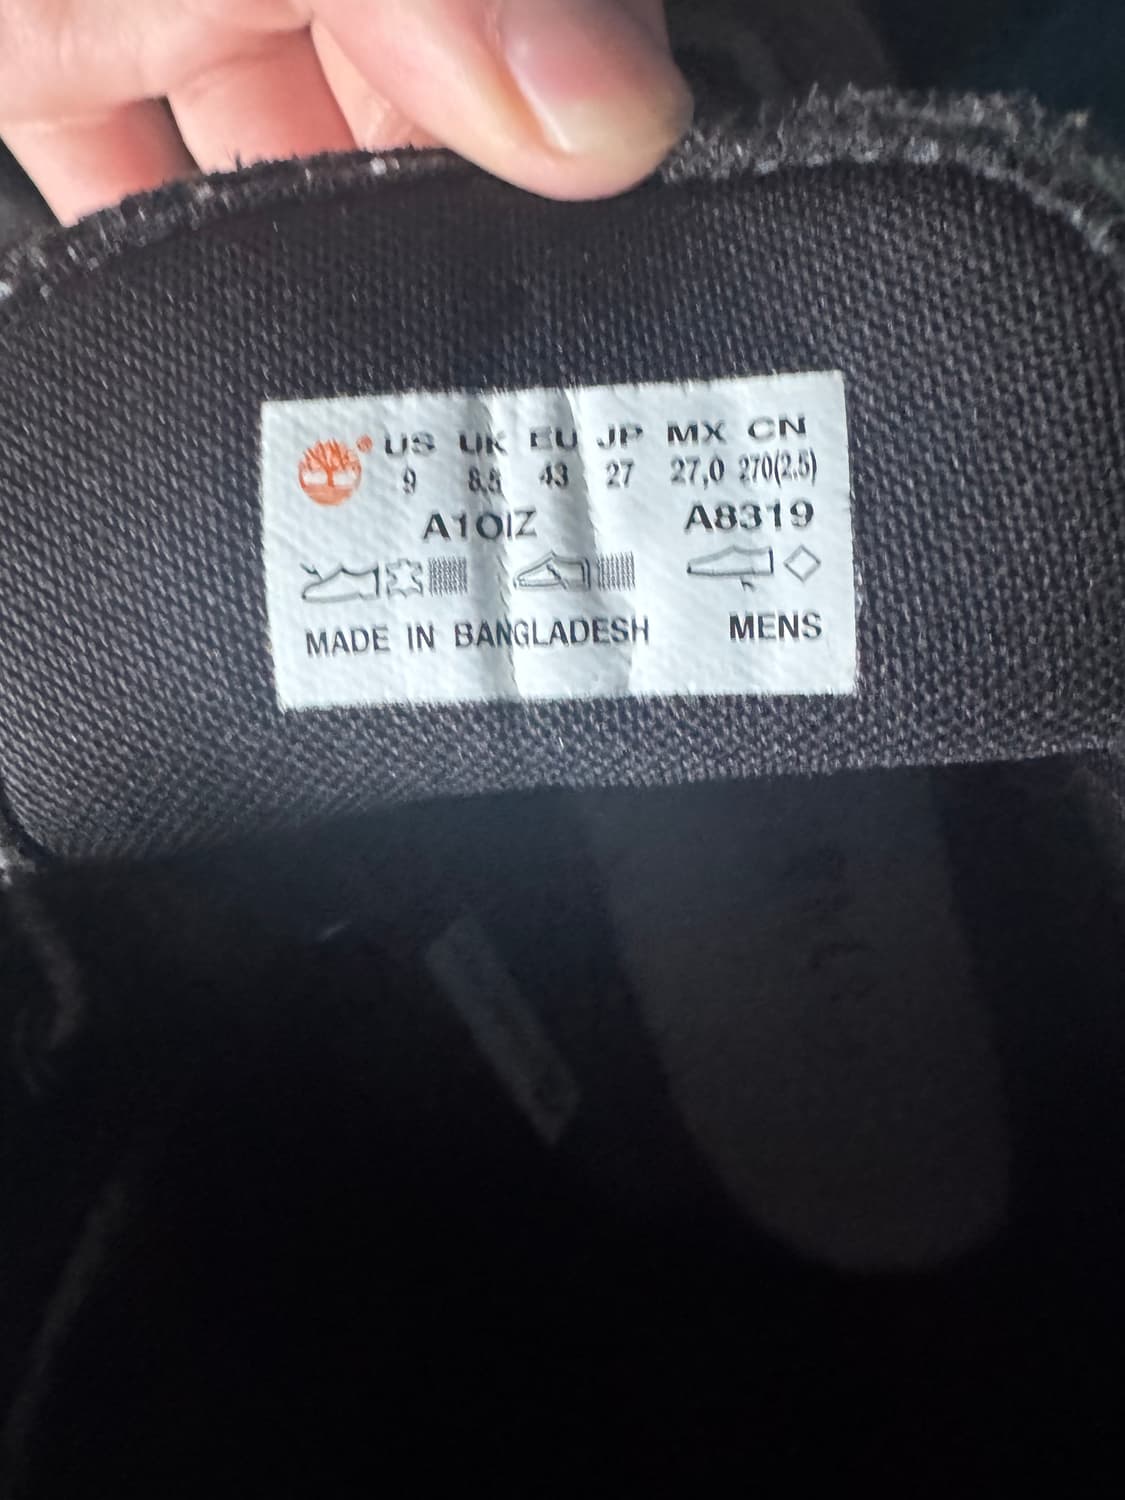 ® US UK EU JP MX CN
9 8.5 43 27 27,0 270(2.5)
A1OIZ A8319
MADE IN BANGLADESH MENS